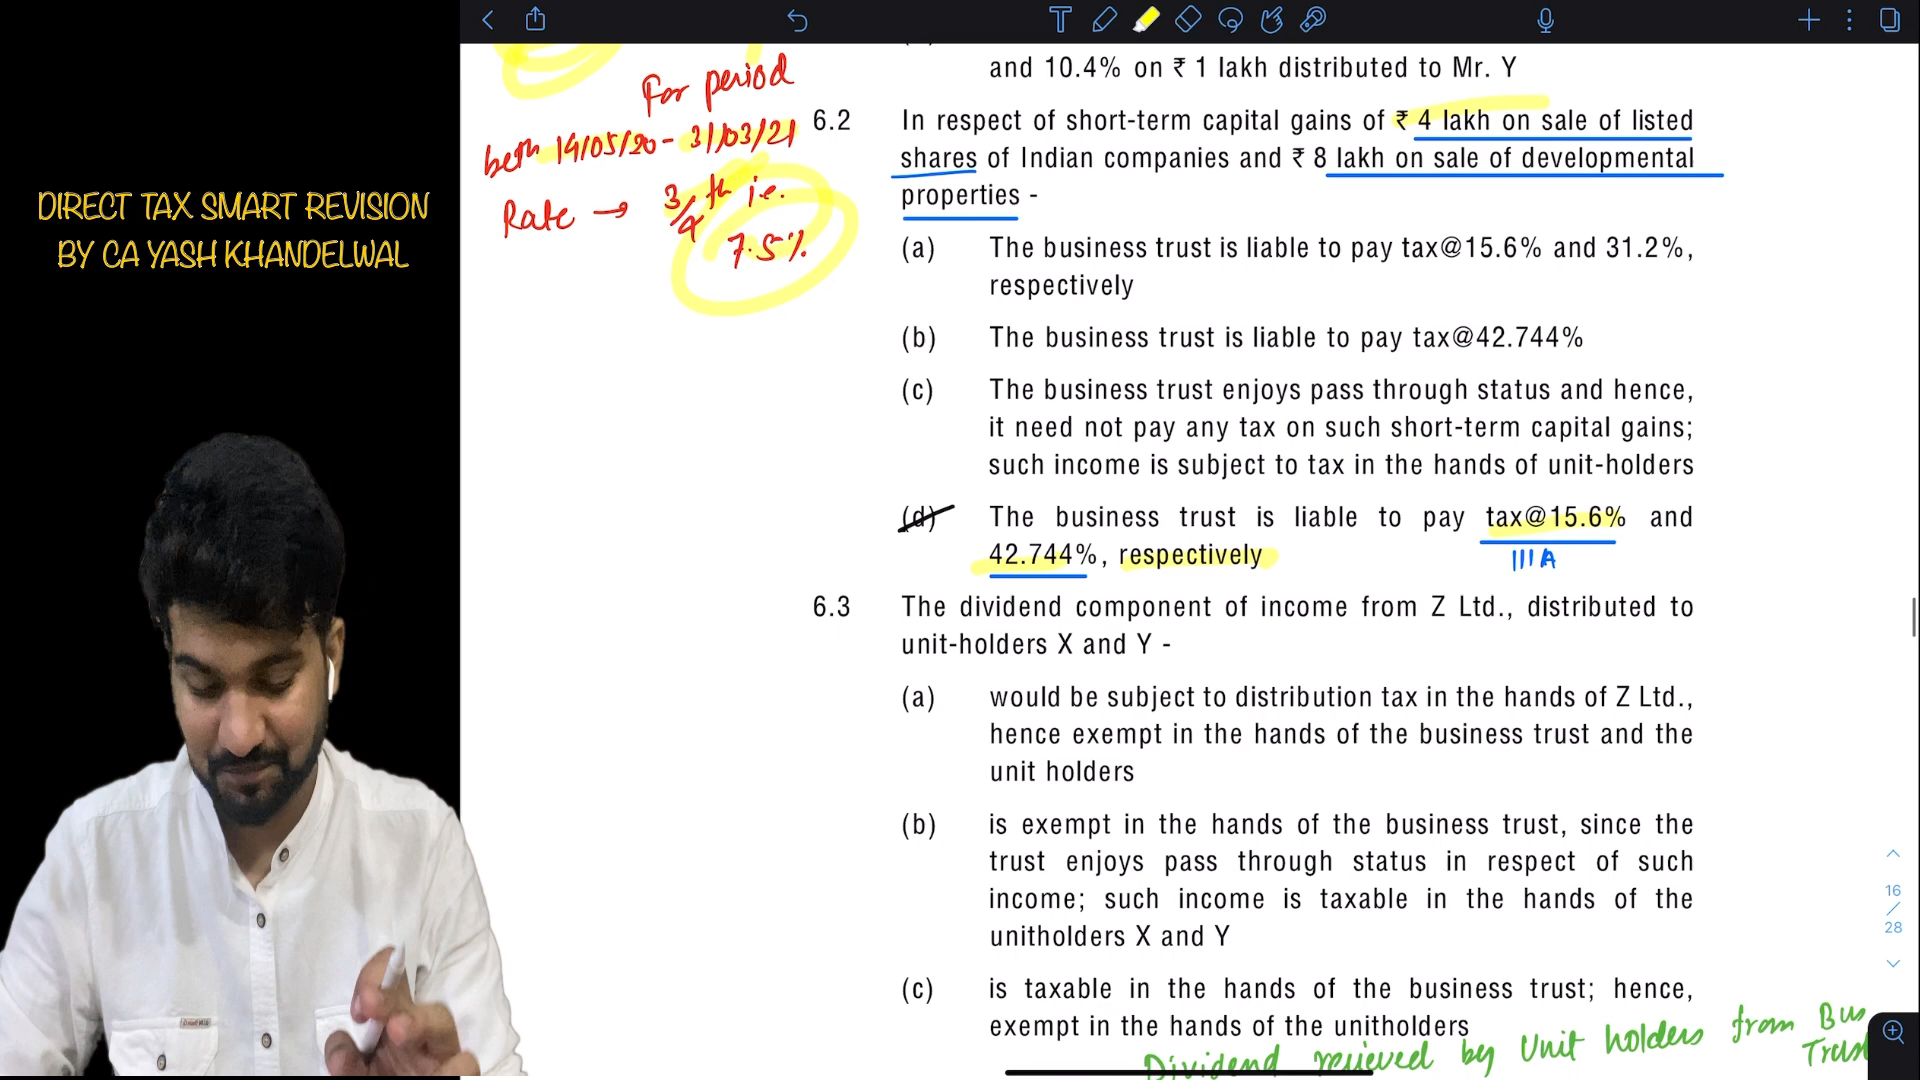 DIRECT TAX SMART REVISION
BY CA YASH KHANDELWAL
For period
betn 14/05/20 - 31/03/21
Rate → 3/4 th i.e.
7.5%
and 10.4% on ₹ 1 lakh distributed to Mr. Y
6.2 In respect of short-term capital gains of ₹ 4 lakh on sale of listed
shares of Indian companies and ₹ 8 lakh on sale of developmental
properties -
(a) The business trust is liable to pay tax@15.6% and 31.2%,
respectively
(b) The business trust is liable to pay tax@42.744%
(c) The business trust enjoys pass through status and hence,
it need not pay any tax on such short-term capital gains;
such income is subject to tax in the hands of unit-holders
(d) The business trust is liable to pay tax@15.6% and
42.744%, respectively
111A
6.3 The dividend component of income from Z Ltd., distributed to
unit-holders X and Y -
(a) would be subject to distribution tax in the hands of Z Ltd.,
hence exempt in the hands of the business trust and the
unit holders
(b) is exempt in the hands of the business trust, since the
trust enjoys pass through status in respect of such
income; such income is taxable in the hands of the
unitholders X and Y
(c) is taxable in the hands of the business trust; hence,
exempt in the hands of the unitholders
Dividend recieved by Unit holders from Bus
Trust
16
/
28